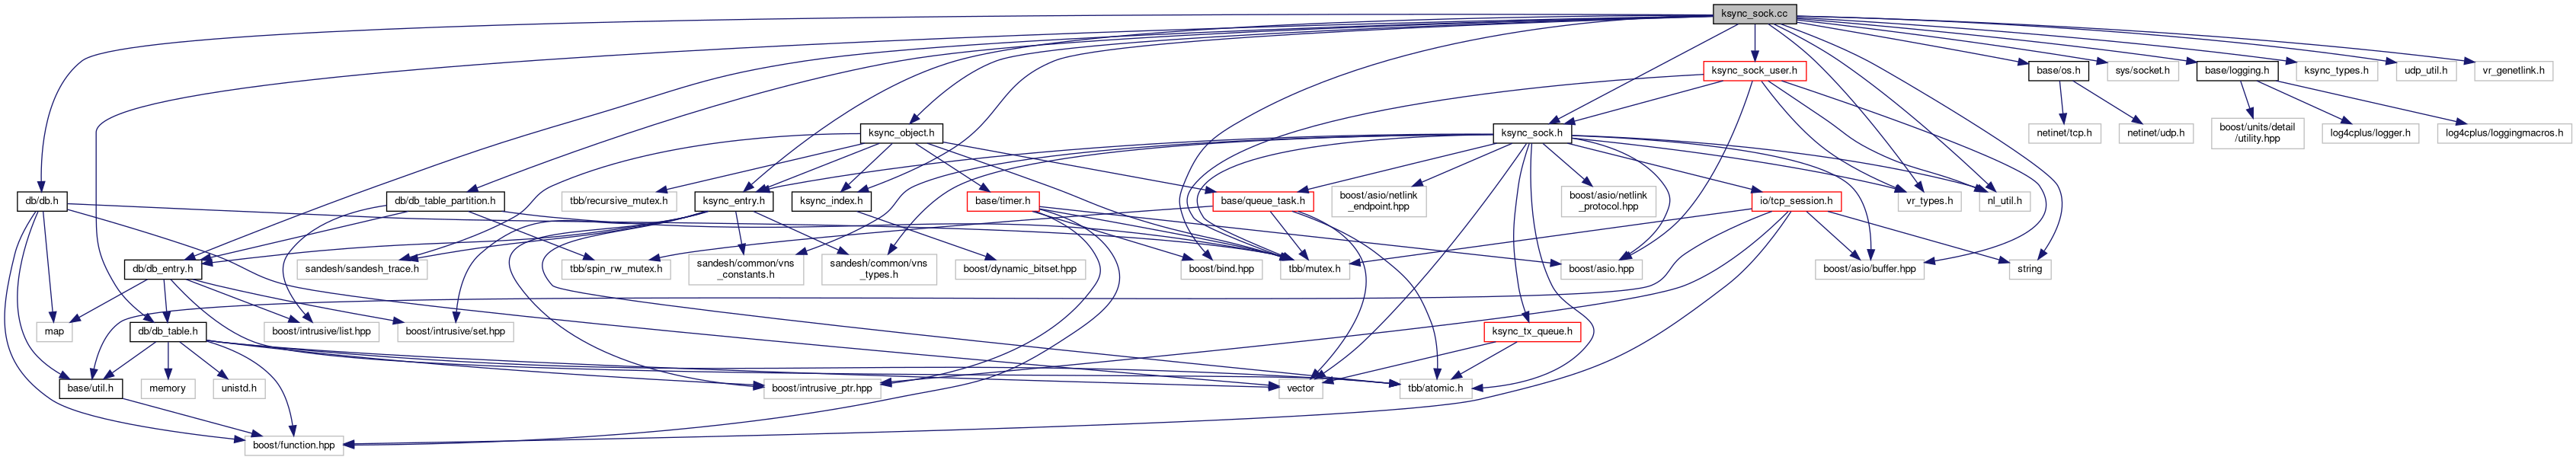 ksync_sock.cc
ksync_sock_user.h
base/os.h
sys/socket.h
base/logging.h
ksync_types.h
udp_util.h
vr_genetlink.h
ksync_object.h
ksync_sock.h
netinet/tcp.h
netinet/udp.h
boost/units/detail
/utility.hpp
log4cplus/logger.h
log4cplus/loggingmacros.h
db/db.h
db/db_table_partition.h
tbb/recursive_mutex.h
ksync_entry.h
ksync_index.h
base/timer.h
base/queue_task.h
boost/asio/netlink
_endpoint.hpp
boost/asio/netlink
_protocol.hpp
io/tcp_session.h
vr_types.h
nl_util.h
db/db_entry.h
sandesh/sandesh_trace.h
tbb/spin_rw_mutex.h
sandesh/common/vns
_constants.h
sandesh/common/vns
_types.h
boost/dynamic_bitset.hpp
boost/bind.hpp
tbb/mutex.h
boost/asio.hpp
boost/asio/buffer.hpp
string
map
db/db_table.h
boost/intrusive/list.hpp
boost/intrusive/set.hpp
ksync_tx_queue.h
base/util.h
memory
unistd.h
boost/intrusive_ptr.hpp
vector
tbb/atomic.h
boost/function.hpp